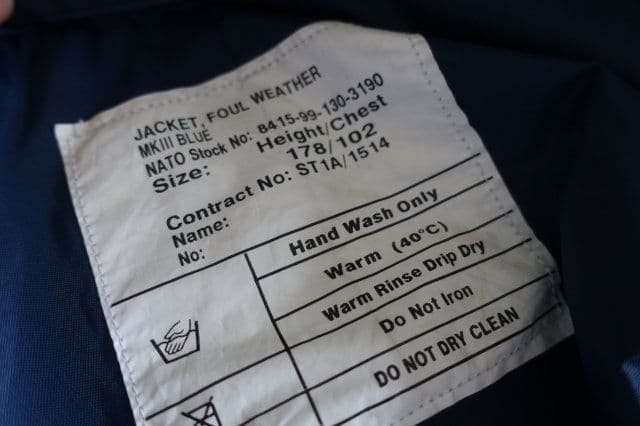 JACKET, FOUL WEATHER
MKIII BLUE
NATO Stock No: 8415-99-130-3190
Size: Height/Chest
178/102
Contract No: ST1A/1514
Name:
No:
Hand Wash Only
Warm (40°C)
Warm Rinse Drip Dry
Do Not Iron
DO NOT DRY CLEAN